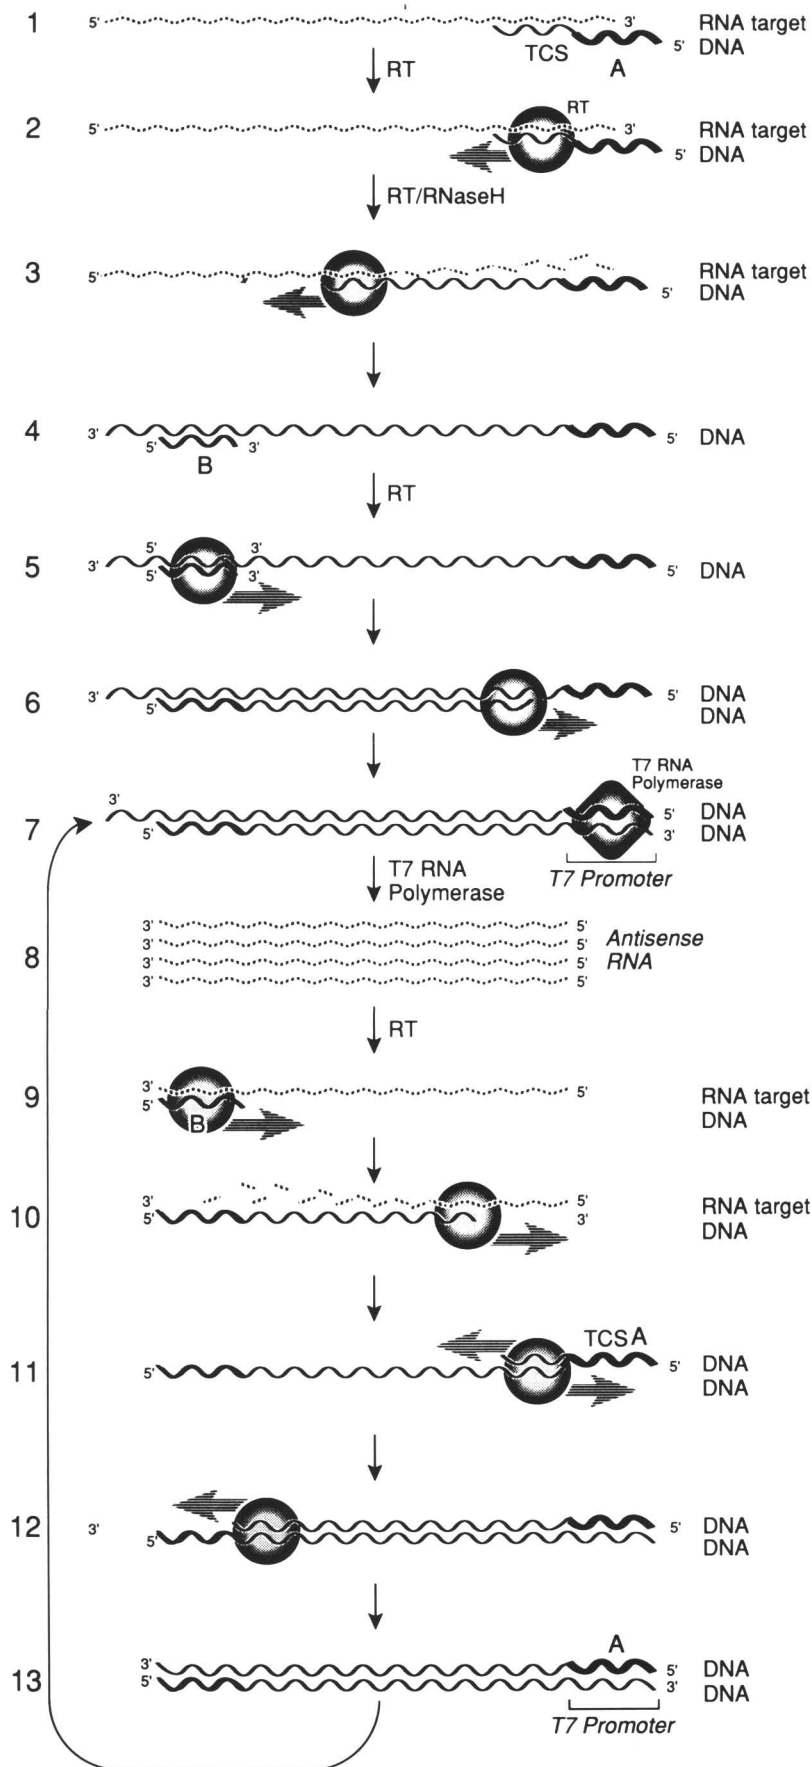 1 5' 3' RNA target
TCS A 5' DNA
RT
2 5' RT 3' RNA target
5' DNA
RT/RNaseH
3 5' RNA target
5' DNA
4 3' 5' 3' 5' DNA
B
RT
5 3' 5' 5' 3' 3' 5' DNA
6 3' 5' 5' DNA
DNA
T7 RNA
Polymerase
7 3' 5' DNA
5' 3' DNA
T7 Promoter
T7 RNA
Polymerase
8 3' 5' Antisense
3' 5' RNA
3' 5'
3' 5'
RT
9 3' 5' RNA target
5' B DNA
10 3' 5' RNA target
5' 3' DNA
TCS A
11 5' 5' DNA
DNA
12 3' 5' 5' DNA
DNA
A
13 3' 5' DNA
5' 3' DNA
T7 Promoter